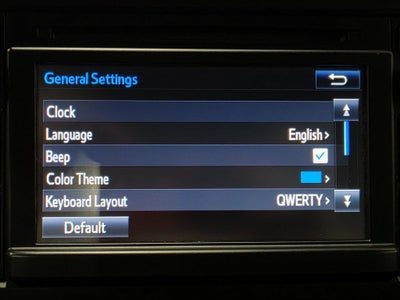 General Settings
Clock
Language English >
Beep
Color Theme >
Keyboard Layout QWERTY >
Default